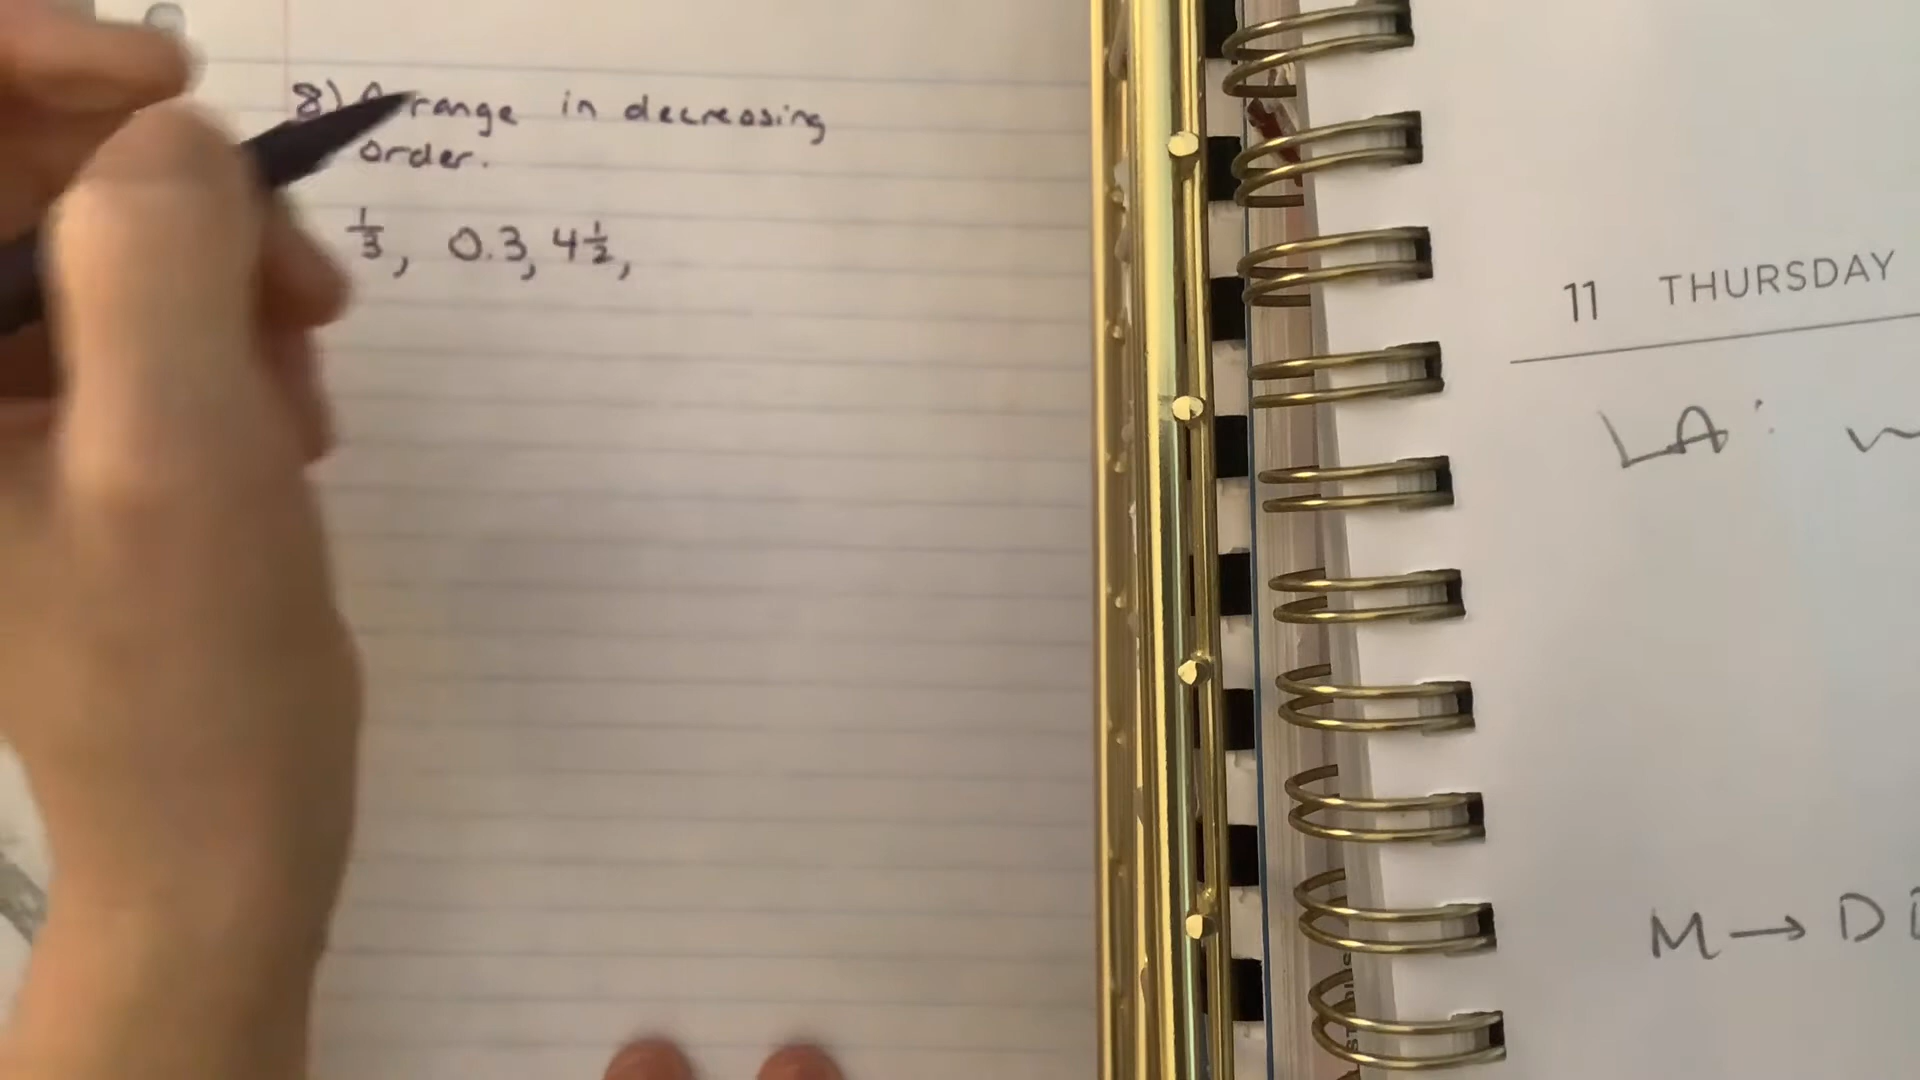 8) Arrange in decreasing
order.
1/3, 0.3, 4 1/2,
11 THURSDAY
LA:
M → D